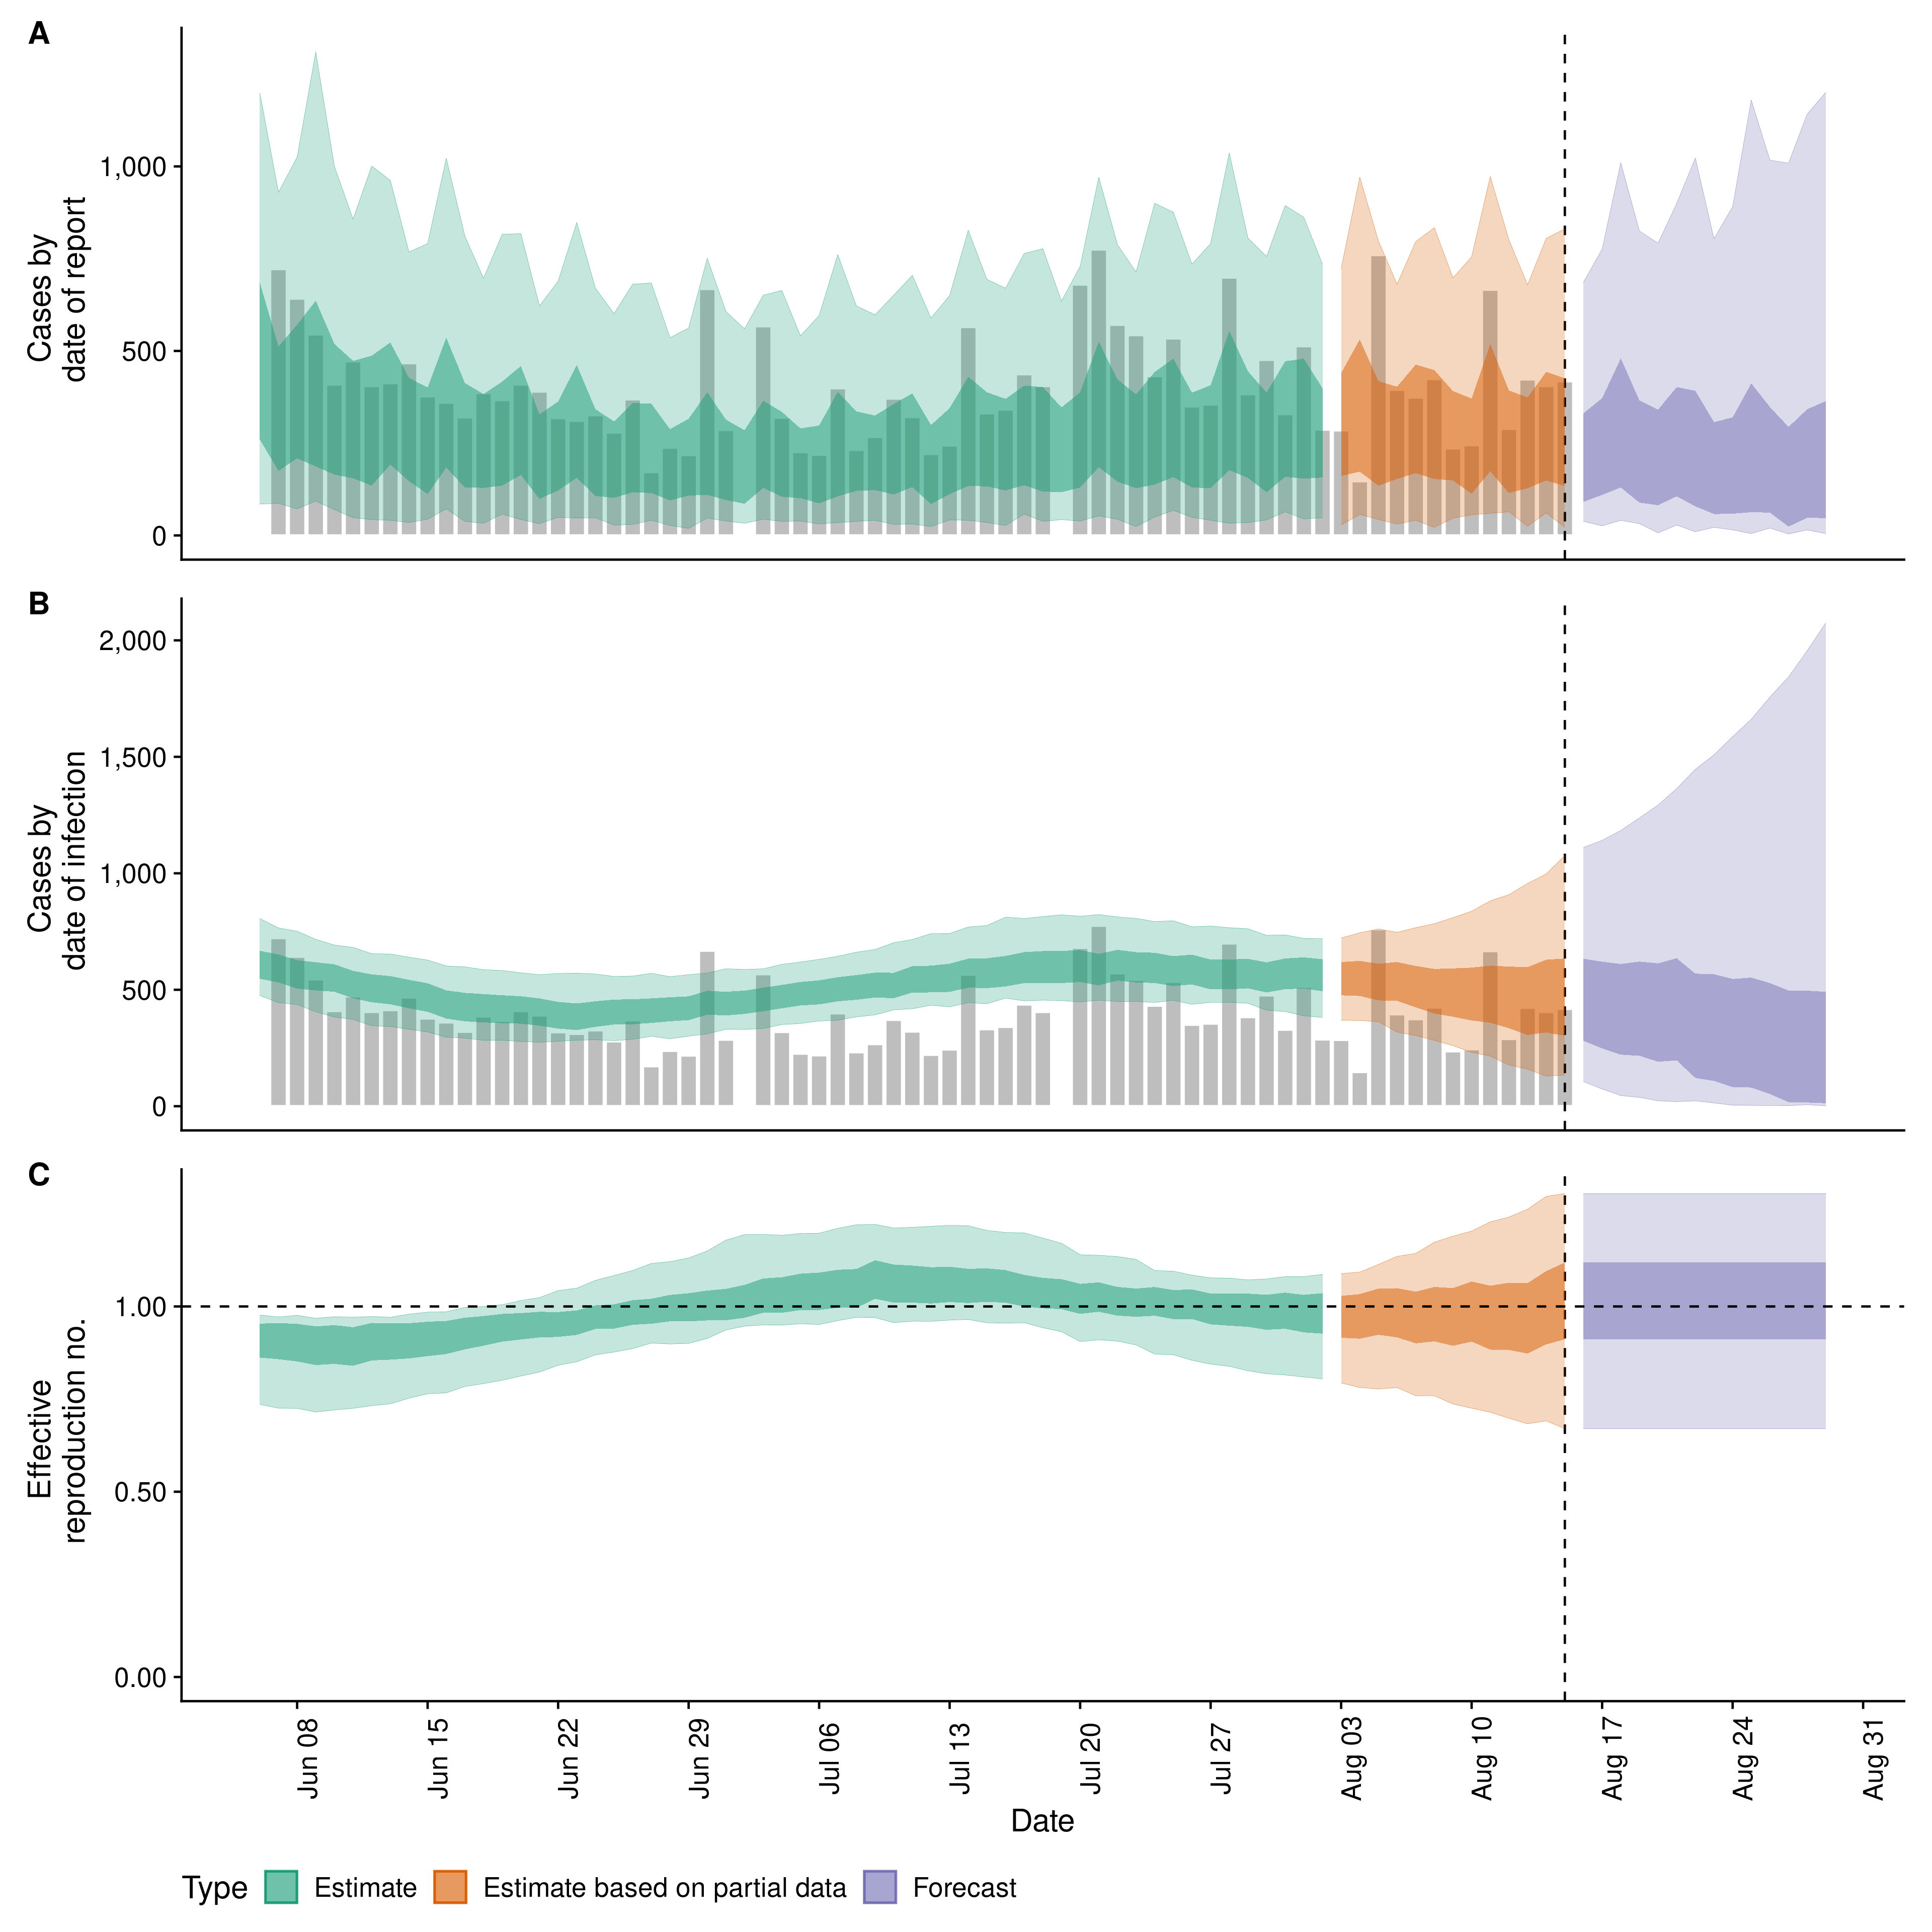 A
Cases by
date of report
1,000
500
0
B
Cases by
date of infection
2,000
1,500
1,000
500
0
C
Effective
reproduction no.
1.00
0.50
0.00
Jun 08
Jun 15
Jun 22
Jun 29
Jul 06
Jul 13
Jul 20
Jul 27
Aug 03
Aug 10
Aug 17
Aug 24
Aug 31
Date
Type Estimate Estimate based on partial data Forecast